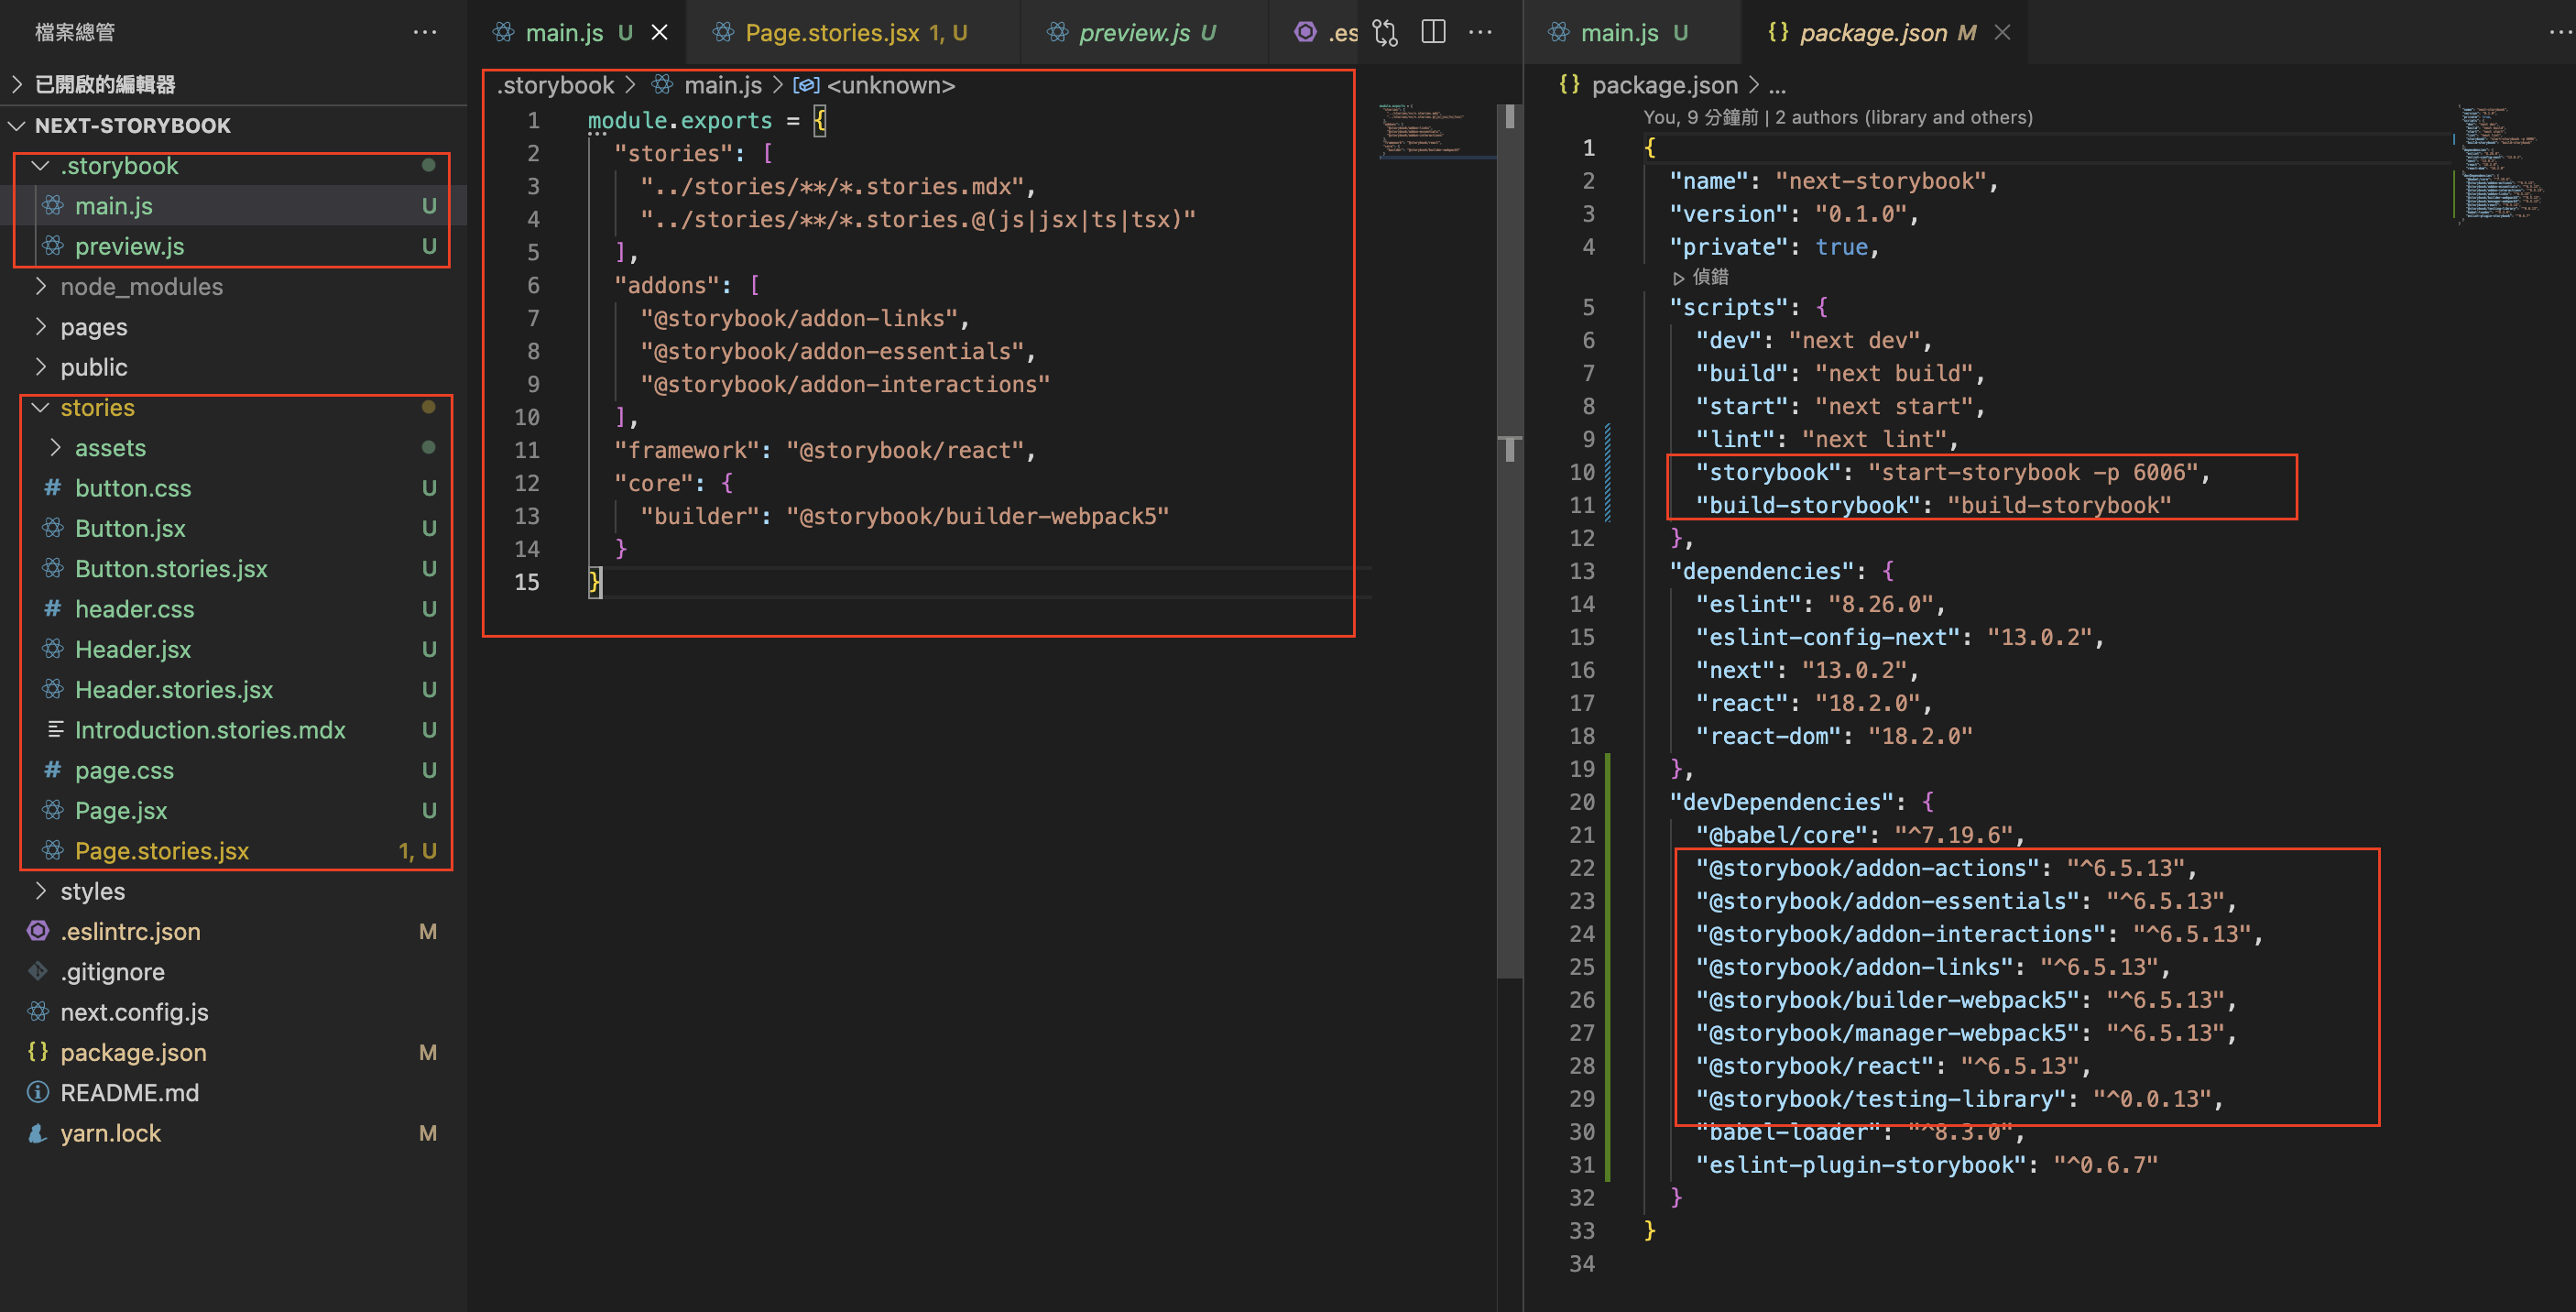 檔案總管
已開啟的編輯器
NEXT-STORYBOOK
.storybook
main.js U
preview.js U
node_modules
pages
public
stories
assets
button.css U
Button.jsx U
Button.stories.jsx U
header.css U
Header.jsx U
Header.stories.jsx U
Introduction.stories.mdx U
page.css U
Page.jsx U
Page.stories.jsx 1, U
styles
.eslintrc.json M
.gitignore
next.config.js
package.json M
README.md
yarn.lock M
main.js U
Page.stories.jsx 1, U
preview.js U
.es
.storybook > main.js > <unknown>
1 module.exports = {
2 "stories": [
3 "../stories/**/*.stories.mdx",
4 "../stories/**/*.stories.@(js|jsx|ts|tsx)"
5 ],
6 "addons": [
7 "@storybook/addon-links",
8 "@storybook/addon-essentials",
9 "@storybook/addon-interactions"
10 ],
11 "framework": "@storybook/react",
12 "core": {
13 "builder": "@storybook/builder-webpack5"
14 }
15 }
main.js U
{} package.json M
{} package.json > ...
You, 9 分鐘前 | 2 authors (library and others)
1 {
2 "name": "next-storybook",
3 "version": "0.1.0",
4 "private": true,
偵錯
5 "scripts": {
6 "dev": "next dev",
7 "build": "next build",
8 "start": "next start",
9 "lint": "next lint",
10 "storybook": "start-storybook -p 6006",
11 "build-storybook": "build-storybook"
12 },
13 "dependencies": {
14 "eslint": "8.26.0",
15 "eslint-config-next": "13.0.2",
16 "next": "13.0.2",
17 "react": "18.2.0",
18 "react-dom": "18.2.0"
19 },
20 "devDependencies": {
21 "@babel/core": "^7.19.6",
22 "@storybook/addon-actions": "^6.5.13",
23 "@storybook/addon-essentials": "^6.5.13",
24 "@storybook/addon-interactions": "^6.5.13",
25 "@storybook/addon-links": "^6.5.13",
26 "@storybook/builder-webpack5": "^6.5.13",
27 "@storybook/manager-webpack5": "^6.5.13",
28 "@storybook/react": "^6.5.13",
29 "@storybook/testing-library": "^0.0.13",
30 "babel-loader": "^8.3.0",
31 "eslint-plugin-storybook": "^0.6.7"
32 }
33 }
34